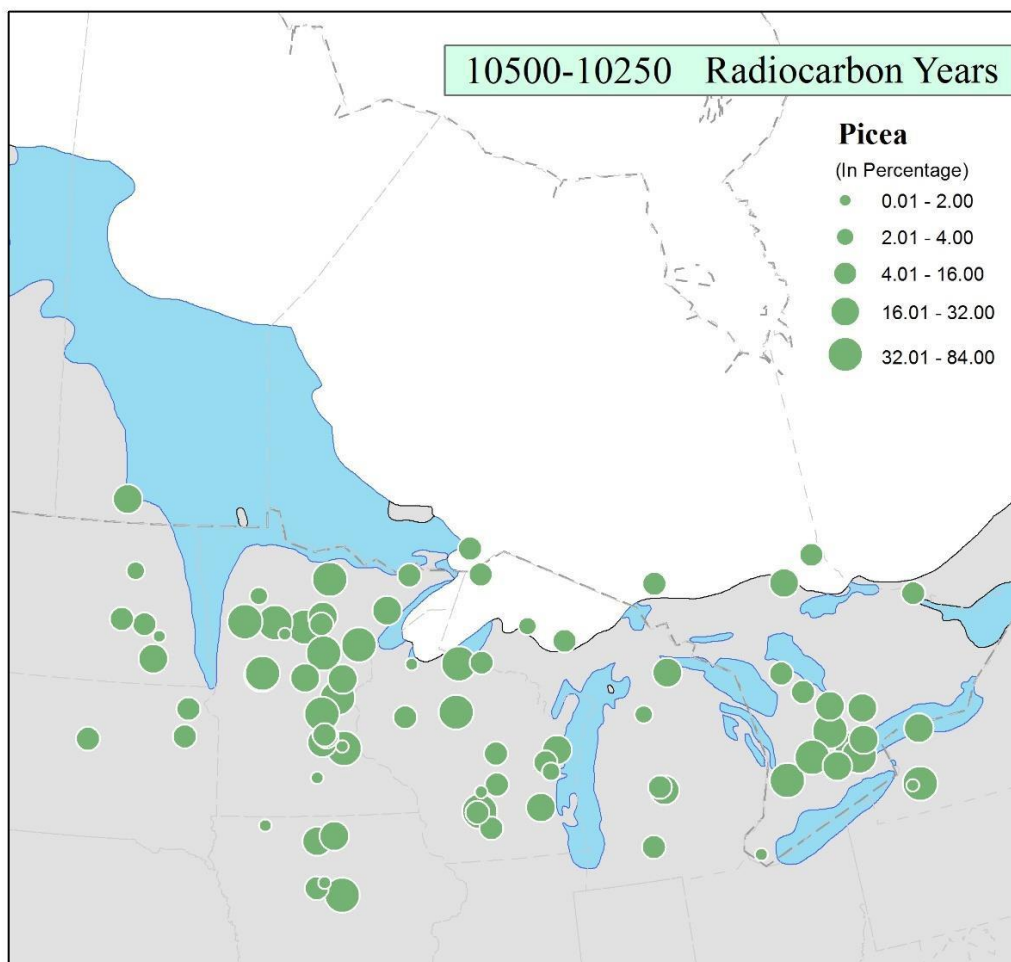 10500-10250 Radiocarbon Years
Picea
(In Percentage)
0.01 - 2.00
2.01 - 4.00
4.01 - 16.00
16.01 - 32.00
32.01 - 84.00